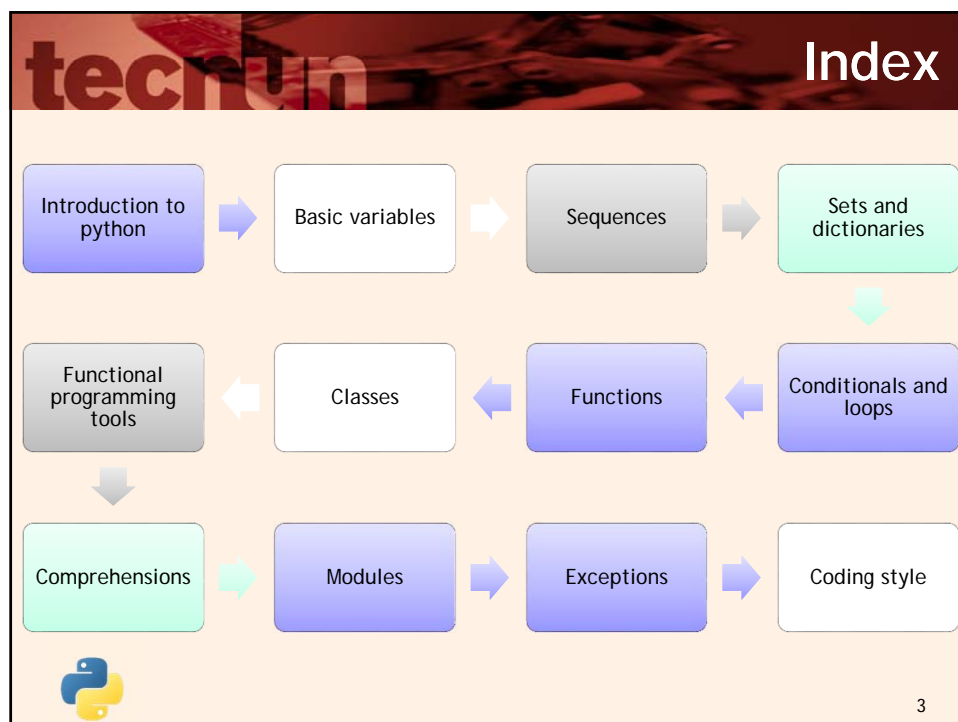 tecnun
Index
Introduction to
python
Basic variables
Sequences
Sets and
dictionaries
Conditionals and
loops
Functions
Classes
Functional
programming
tools
Comprehensions
Modules
Exceptions
Coding style
3